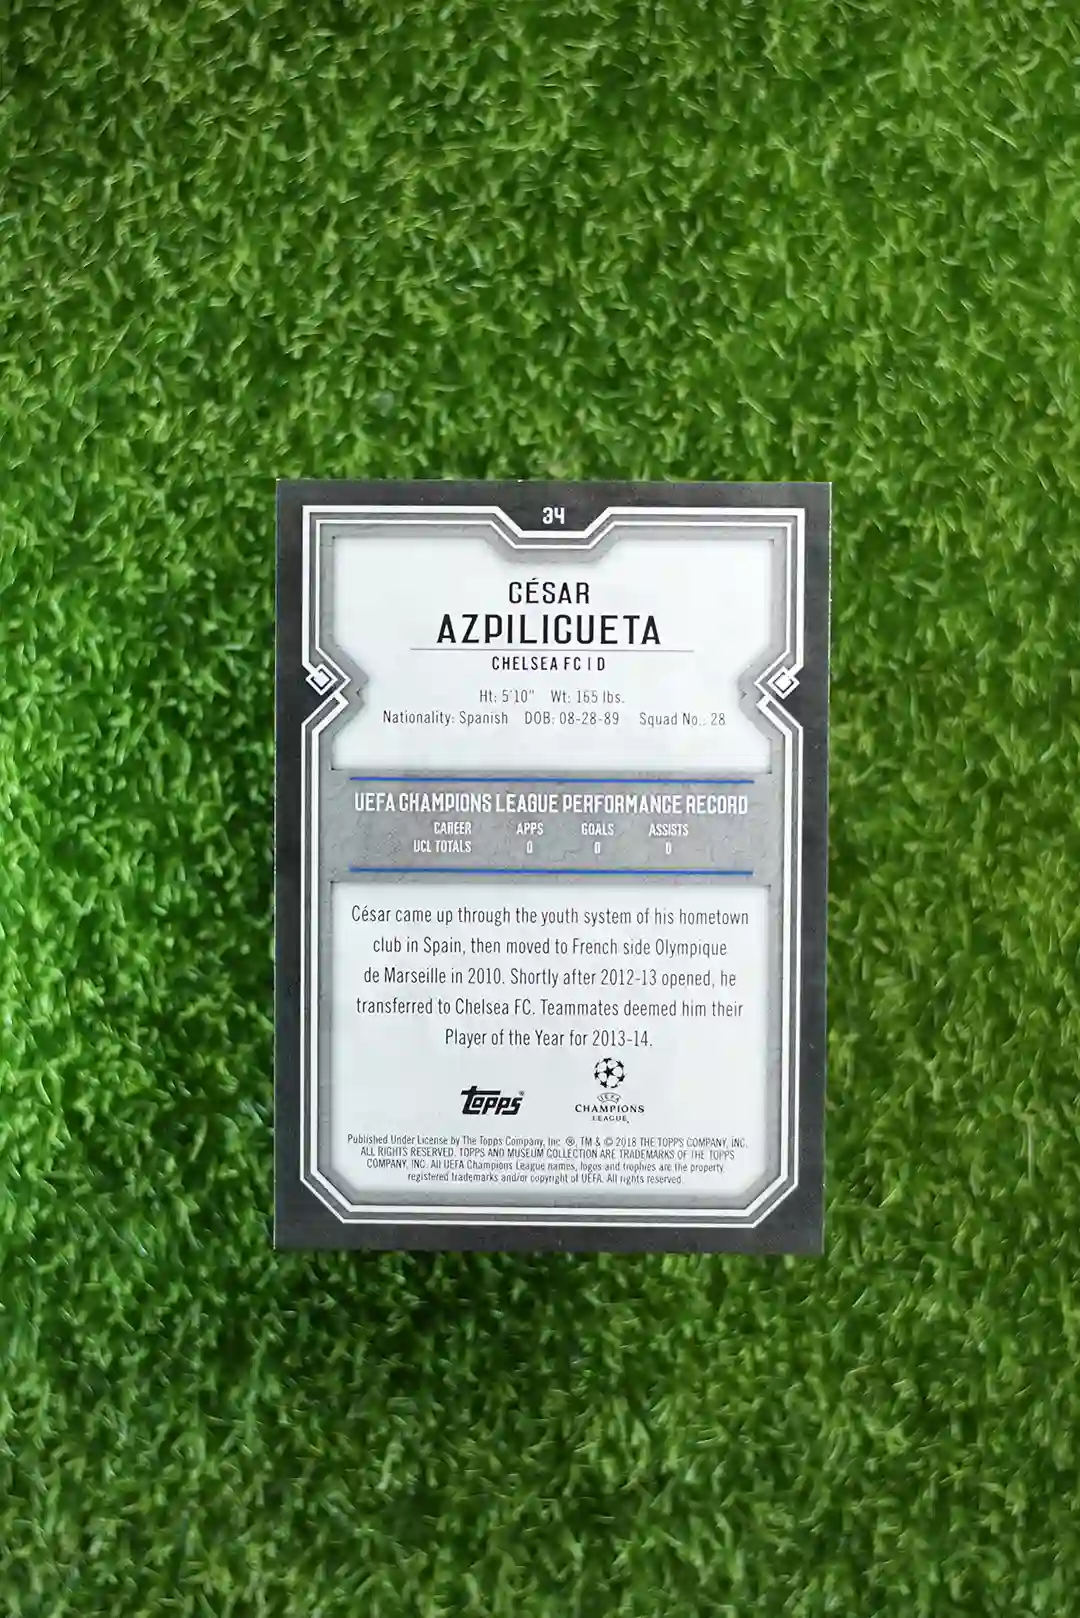 34
CÉSAR
AZPILICUETA
CHELSEA FC | D
Ht: 5'10" Wt: 165 lbs.
Nationality: Spanish DOB: 08-28-89 Squad No.: 28
UEFA CHAMPIONS LEAGUE PERFORMANCE RECORD
CAREER APPS GOALS ASSISTS
UCL TOTALS 0 0 0
César came up through the youth system of his hometown
club in Spain, then moved to French side Olympique
de Marseille in 2010. Shortly after 2012-13 opened, he
transferred to Chelsea FC. Teammates deemed him their
Player of the Year for 2013-14.
topps®
UEFA
CHAMPIONS
LEAGUE
Published Under License by The Topps Company, Inc. ®, TM & © 2018 THE TOPPS COMPANY, INC.
ALL RIGHTS RESERVED. TOPPS AND MUSEUM COLLECTION ARE TRADEMARKS OF THE TOPPS
COMPANY, INC. All UEFA Champions League names, logos and trophies are the property,
registered trademarks and/or copyright of UEFA. All rights reserved.